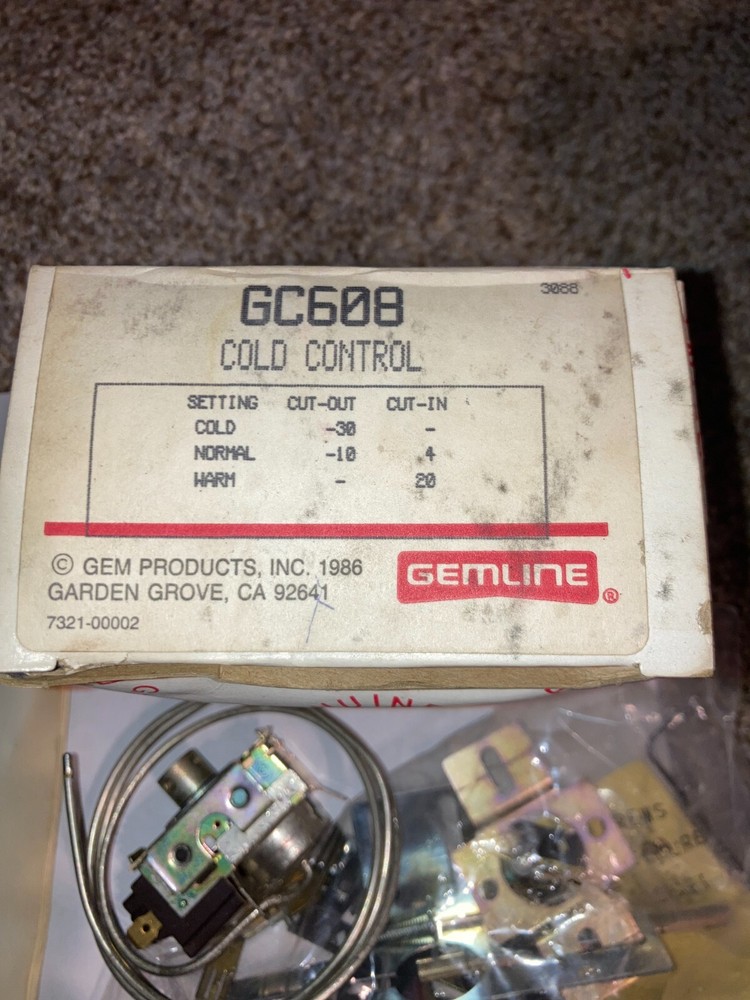 GC608
3088
COLD CONTROL
SETTING CUT-OUT CUT-IN
COLD -30 -
NORMAL -10 4
WARM - 20
© GEM PRODUCTS, INC. 1986
GARDEN GROVE, CA 92641
7321-00002
GEMLINE ®